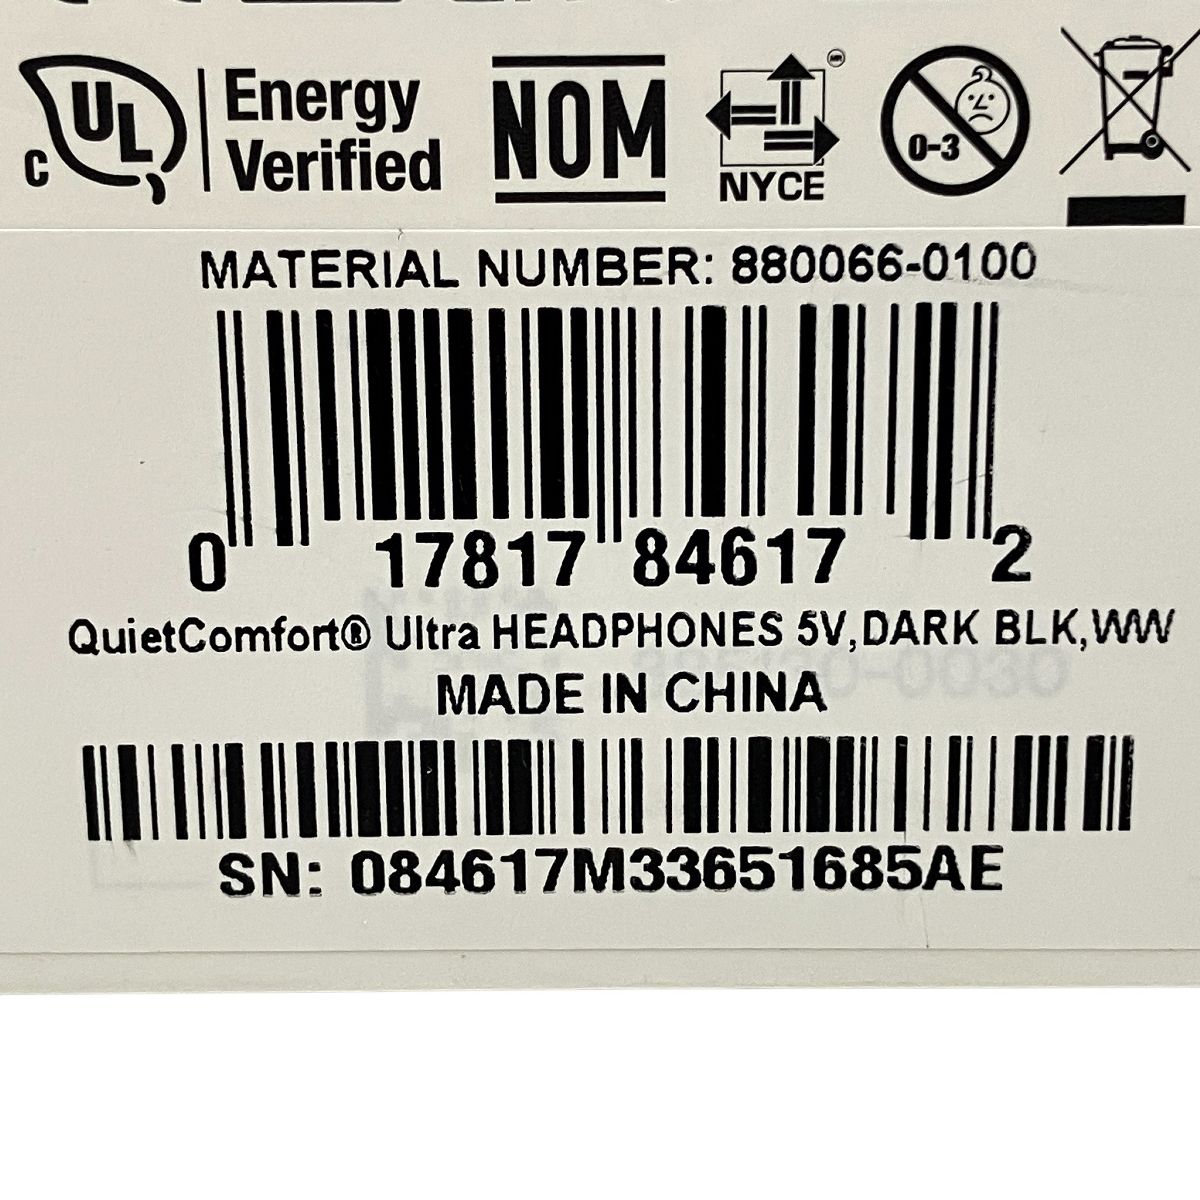 C UL Energy Verified
NOM
NYCE
0-3
MATERIAL NUMBER: 880066-0100
0 17817 84617 2
QuietComfort® Ultra HEADPHONES 5V,DARK BLK,WW
MADE IN CHINA
SN: 084617M33651685AE